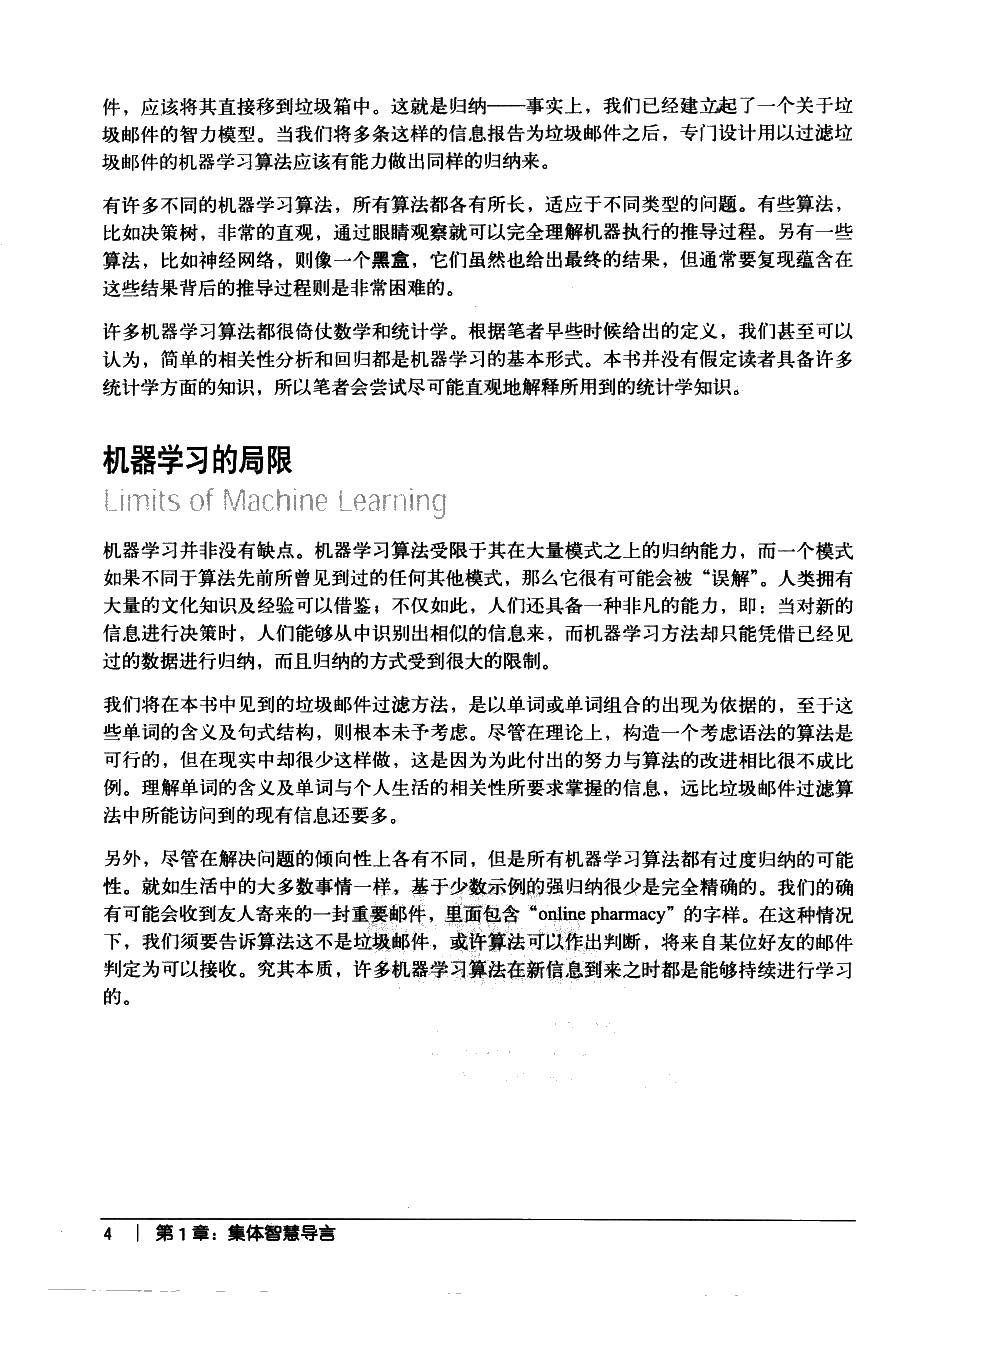 件，应该将其直接移到垃圾箱中。这就是归纳——事实上，我们已经建立起了一个关于垃
圾邮件的智力模型。当我们将多条这样的信息报告为垃圾邮件之后，专门设计用以过滤垃
圾邮件的机器学习算法应该有能力做出同样的归纳来。
有许多不同的机器学习算法，所有算法都各有所长，适应于不同类型的问题。有些算法，
比如决策树，非常的直观，通过眼睛观察就可以完全理解机器执行的推导过程。另有一些
算法，比如神经网络，则像一个黑盒，它们虽然也给出最终的结果，但通常要复现蕴含在
这些结果背后的推导过程则是非常困难的。
许多机器学习算法都很倚仗数学和统计学。根据笔者早些时候给出的定义，我们甚至可以
认为，简单的相关性分析和回归都是机器学习的基本形式。本书并没有假定读者具备许多
统计学方面的知识，所以笔者会尝试尽可能直观地解释所用到的统计学知识。
机器学习的局限
Limits of Machine Learning
机器学习并非没有缺点。机器学习算法受限于其在大量模式之上的归纳能力，而一个模式
如果不同于算法先前所曾见到过的任何其他模式，那么它很有可能会被“误解”。人类拥有
大量的文化知识及经验可以借鉴；不仅如此，人们还具备一种非凡的能力，即：当对新的
信息进行决策时，人们能够从中识别出相似的信息来，而机器学习方法却只能凭借已经见
过的数据进行归纳，而且归纳的方式受到很大的限制。
我们将在本书中见到的垃圾邮件过滤方法，是以单词或单词组合的出现为依据的，至于这
些单词的含义及句式结构，则根本未予考虑。尽管在理论上，构造一个考虑语法的算法是
可行的，但在现实中却很少这样做，这是因为为此付出的努力与算法的改进相比很不成比
例。理解单词的含义及单词与个人生活的相关性所要求掌握的信息，远比垃圾邮件过滤算
法中所能访问到的现有信息还要多。
另外，尽管在解决问题的倾向性上各有不同，但是所有机器学习算法都有过度归纳的可能
性。就如生活中的大多数事情一样，基于少数示例的强归纳很少是完全精确的。我们的确
有可能会收到友人寄来的一封重要邮件，里面包含“online pharmacy”的字样。在这种情况
下，我们须要告诉算法这不是垃圾邮件，或许算法可以作出判断，将来自某位好友的邮件
判定为可以接收。究其本质，许多机器学习算法在新信息到来之时都是能够持续进行学习
的。
4 | 第 1 章：集体智慧导言